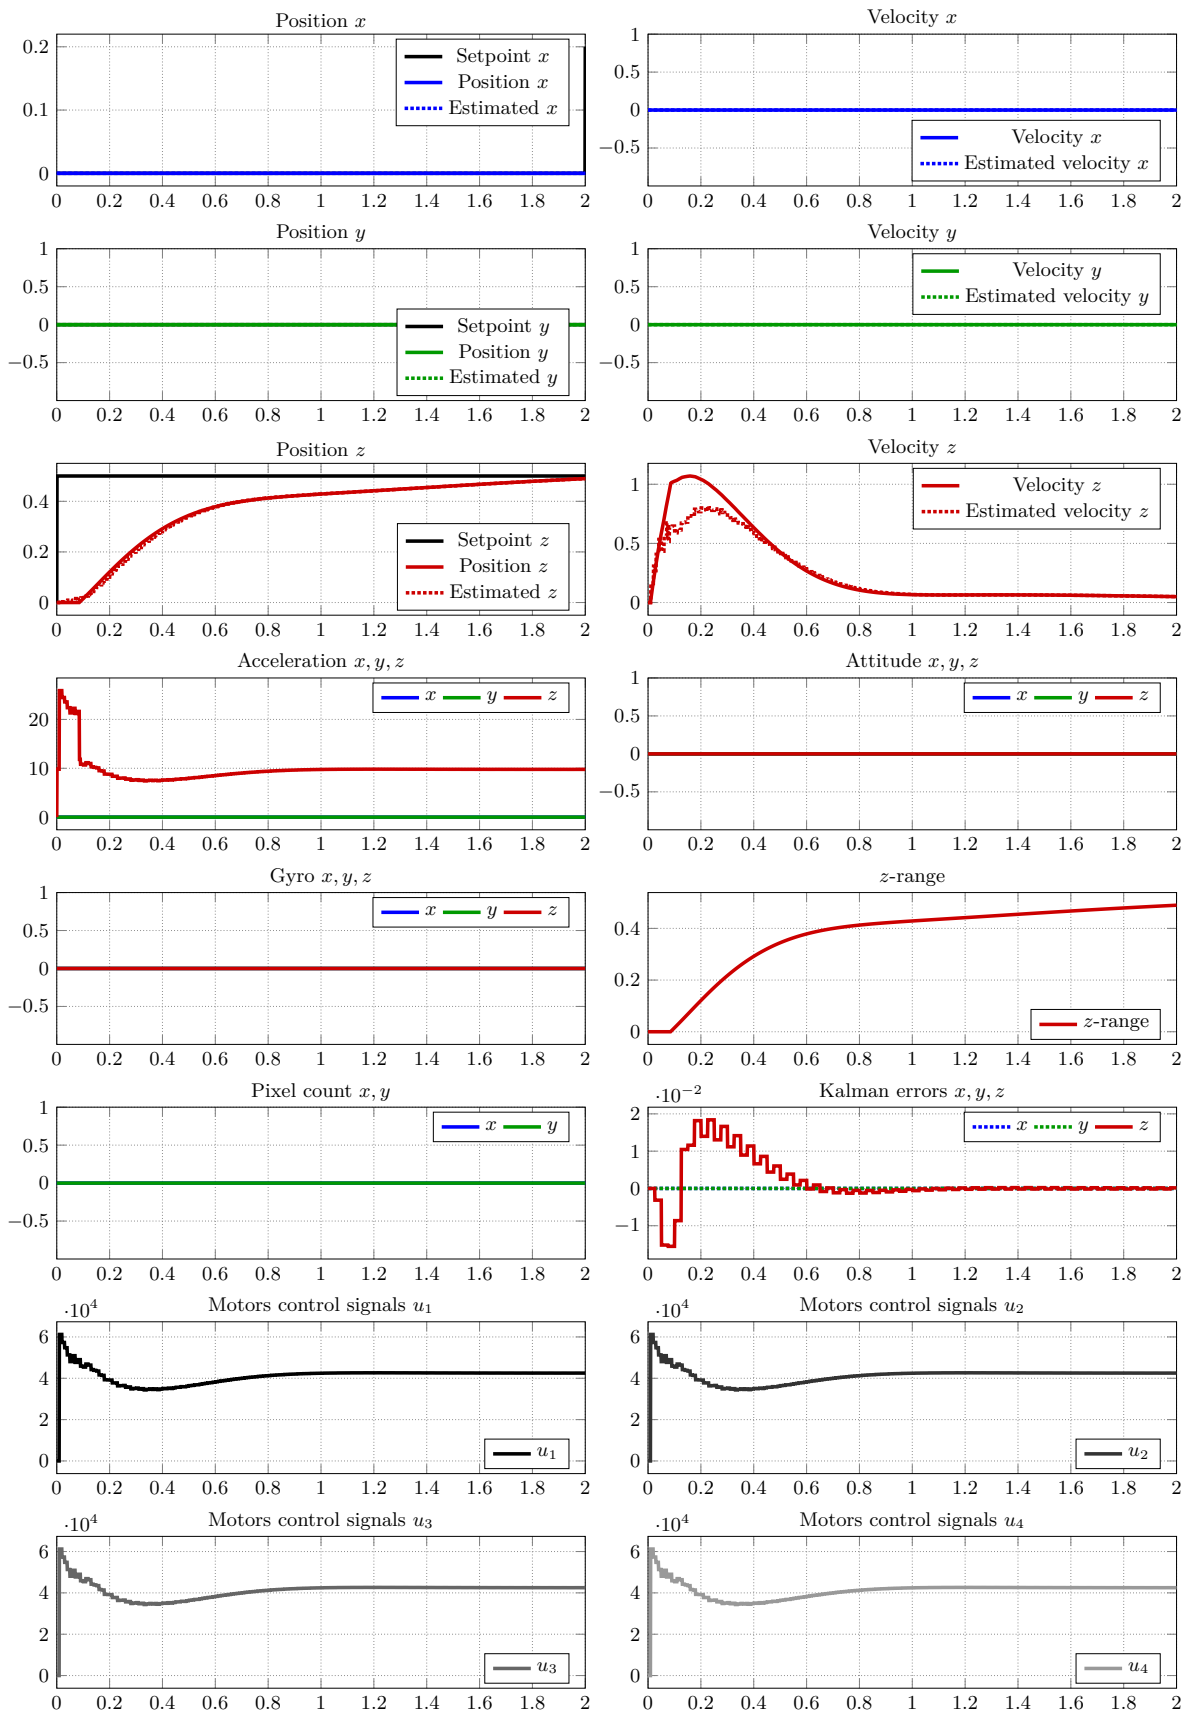 Position x
0.2
0.1
0
Setpoint x
Position x
Estimated x
0 0.2 0.4 0.6 0.8 1 1.2 1.4 1.6 1.8 2
Velocity x
1
0.5
0
−0.5
Velocity x
Estimated velocity x
0 0.2 0.4 0.6 0.8 1 1.2 1.4 1.6 1.8 2
Position y
1
0.5
0
−0.5
Setpoint y
Position y
Estimated y
0 0.2 0.4 0.6 0.8 1 1.2 1.4 1.6 1.8 2
Velocity y
1
0.5
0
−0.5
Velocity y
Estimated velocity y
0 0.2 0.4 0.6 0.8 1 1.2 1.4 1.6 1.8 2
Position z
0.4
0.2
0
Setpoint z
Position z
Estimated z
0 0.2 0.4 0.6 0.8 1 1.2 1.4 1.6 1.8 2
Velocity z
1
0.5
0
Velocity z
Estimated velocity z
0 0.2 0.4 0.6 0.8 1 1.2 1.4 1.6 1.8 2
Acceleration x, y, z
20
10
0
x y z
0 0.2 0.4 0.6 0.8 1 1.2 1.4 1.6 1.8 2
Attitude x, y, z
1
0.5
0
−0.5
x y z
0 0.2 0.4 0.6 0.8 1 1.2 1.4 1.6 1.8 2
Gyro x, y, z
1
0.5
0
−0.5
x y z
0 0.2 0.4 0.6 0.8 1 1.2 1.4 1.6 1.8 2
z-range
0.4
0.2
0
z-range
0 0.2 0.4 0.6 0.8 1 1.2 1.4 1.6 1.8 2
Pixel count x, y
1
0.5
0
−0.5
x y
0 0.2 0.4 0.6 0.8 1 1.2 1.4 1.6 1.8 2
Kalman errors x, y, z
·10⁻²
2
1
0
−1
x y z
0 0.2 0.4 0.6 0.8 1 1.2 1.4 1.6 1.8 2
Motors control signals u₁
·10⁴
6
4
2
0
u₁
0 0.2 0.4 0.6 0.8 1 1.2 1.4 1.6 1.8 2
Motors control signals u₂
·10⁴
6
4
2
0
u₂
0 0.2 0.4 0.6 0.8 1 1.2 1.4 1.6 1.8 2
Motors control signals u₃
·10⁴
6
4
2
0
u₃
0 0.2 0.4 0.6 0.8 1 1.2 1.4 1.6 1.8 2
Motors control signals u₄
·10⁴
6
4
2
0
u₄
0 0.2 0.4 0.6 0.8 1 1.2 1.4 1.6 1.8 2